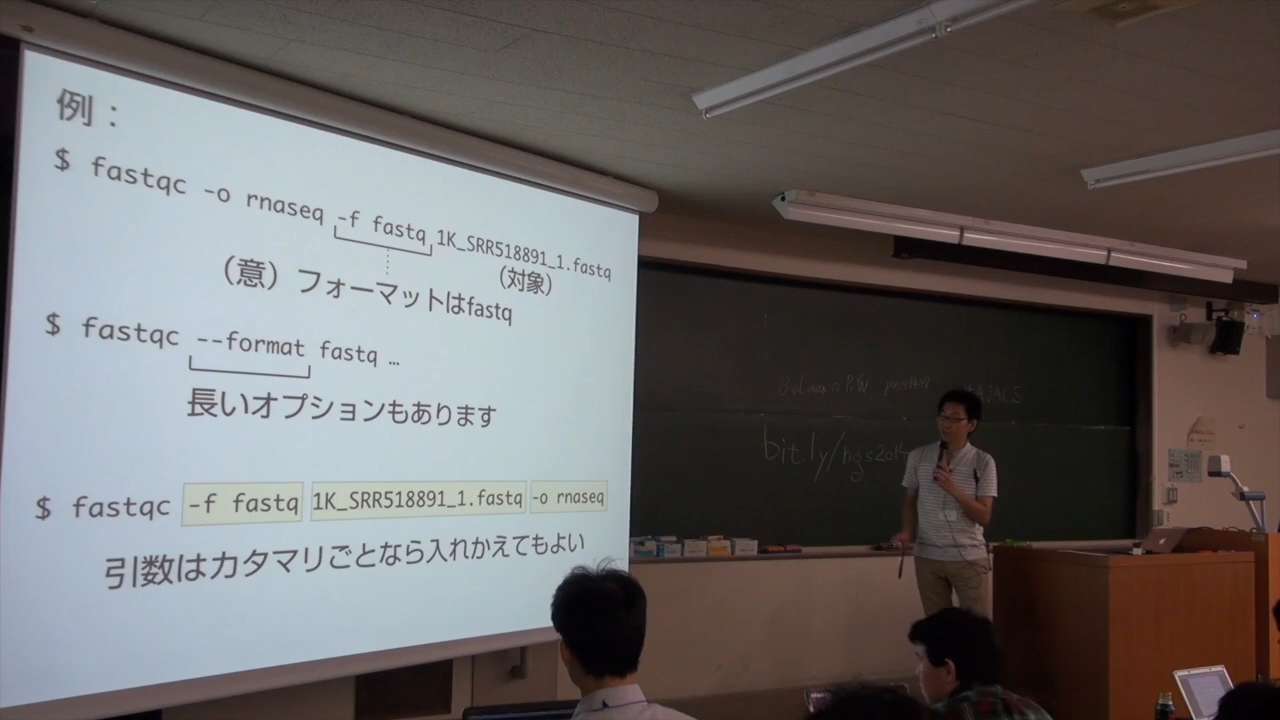 例：
$ fastqc -o rnaseq -f fastq 1K_SRR518891_1.fastq
（意）フォーマットはfastq
（対象）
$ fastqc --format fastq …
長いオプションもあります
$ fastqc -f fastq 1K_SRR518891_1.fastq -o rnaseq
引数はカタマリごとなら入れかえてもよい
bit.ly/ngs2014